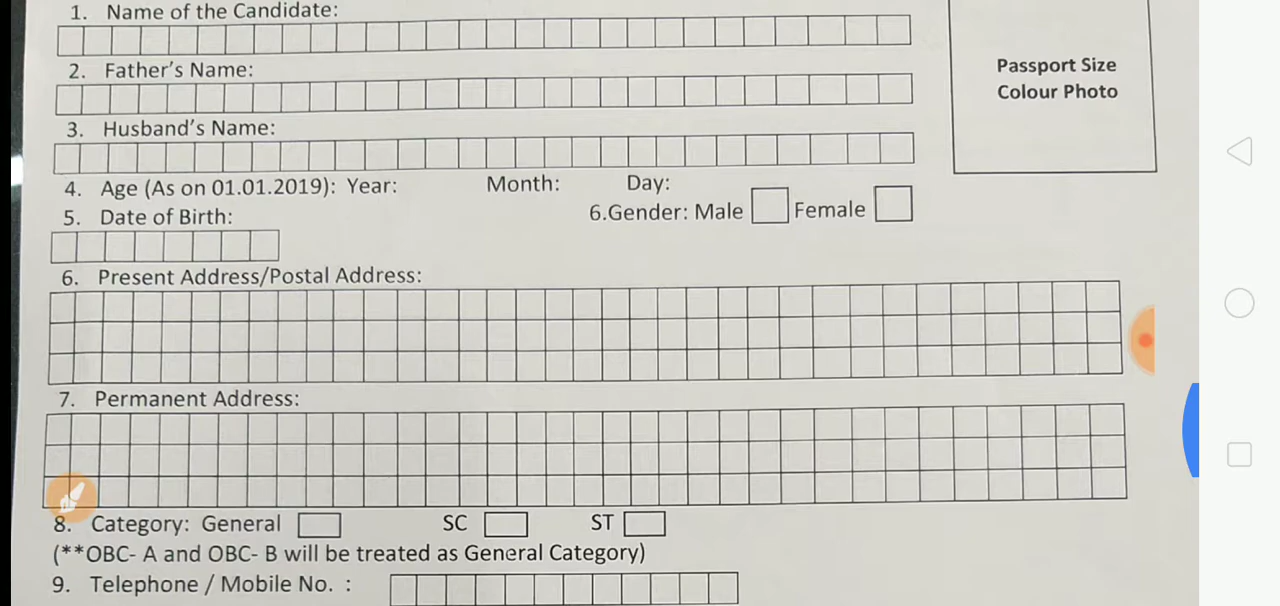 1. Name of the Candidate:
Passport Size
Colour Photo
2. Father's Name:
3. Husband's Name:
4. Age (As on 01.01.2019): Year: Month: Day:
5. Date of Birth: 6.Gender: Male Female
6. Present Address/Postal Address:
7. Permanent Address:
8. Category: General SC ST
(**OBC- A and OBC- B will be treated as General Category)
9. Telephone / Mobile No. :